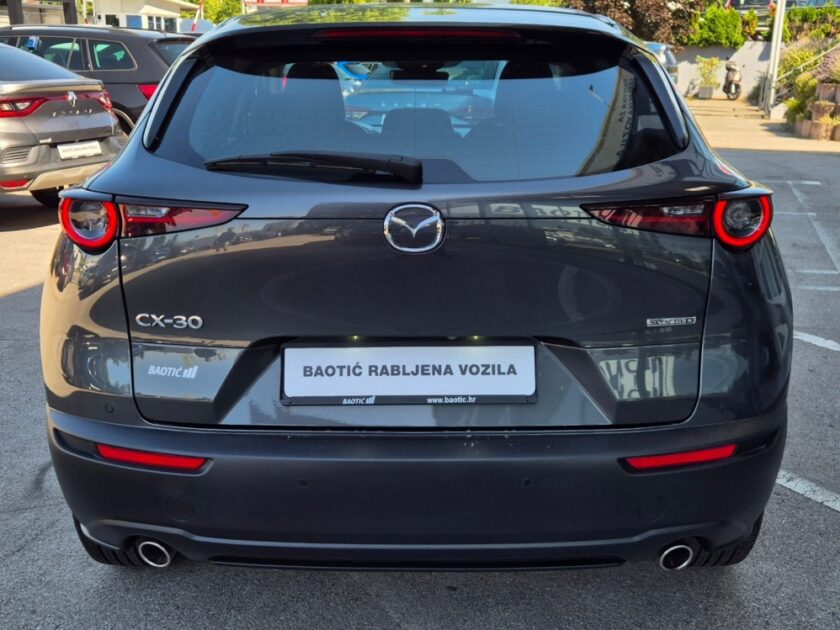 CX-30
SKYACTIV D
BAOTIĆ
BAOTIĆ RABLJENA VOZILA
BAOTIĆ
www.baotic.hr